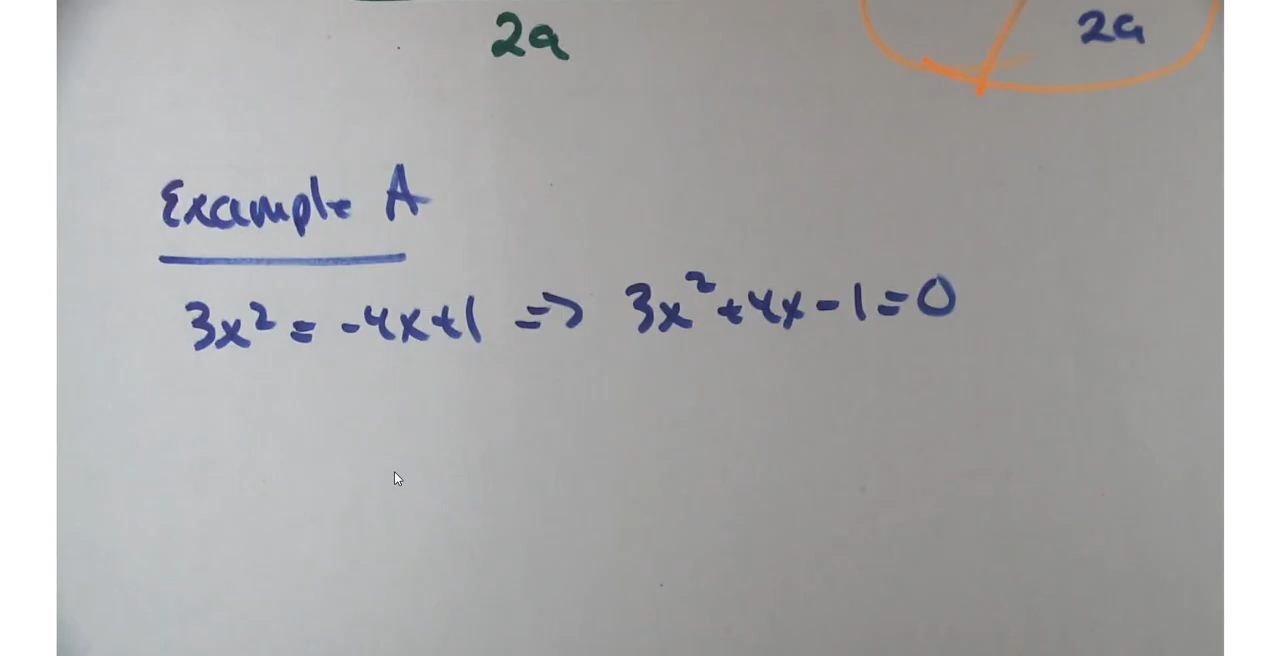 2a 2a
Example A
3x² = -4x+1 => 3x²+4x-1=0